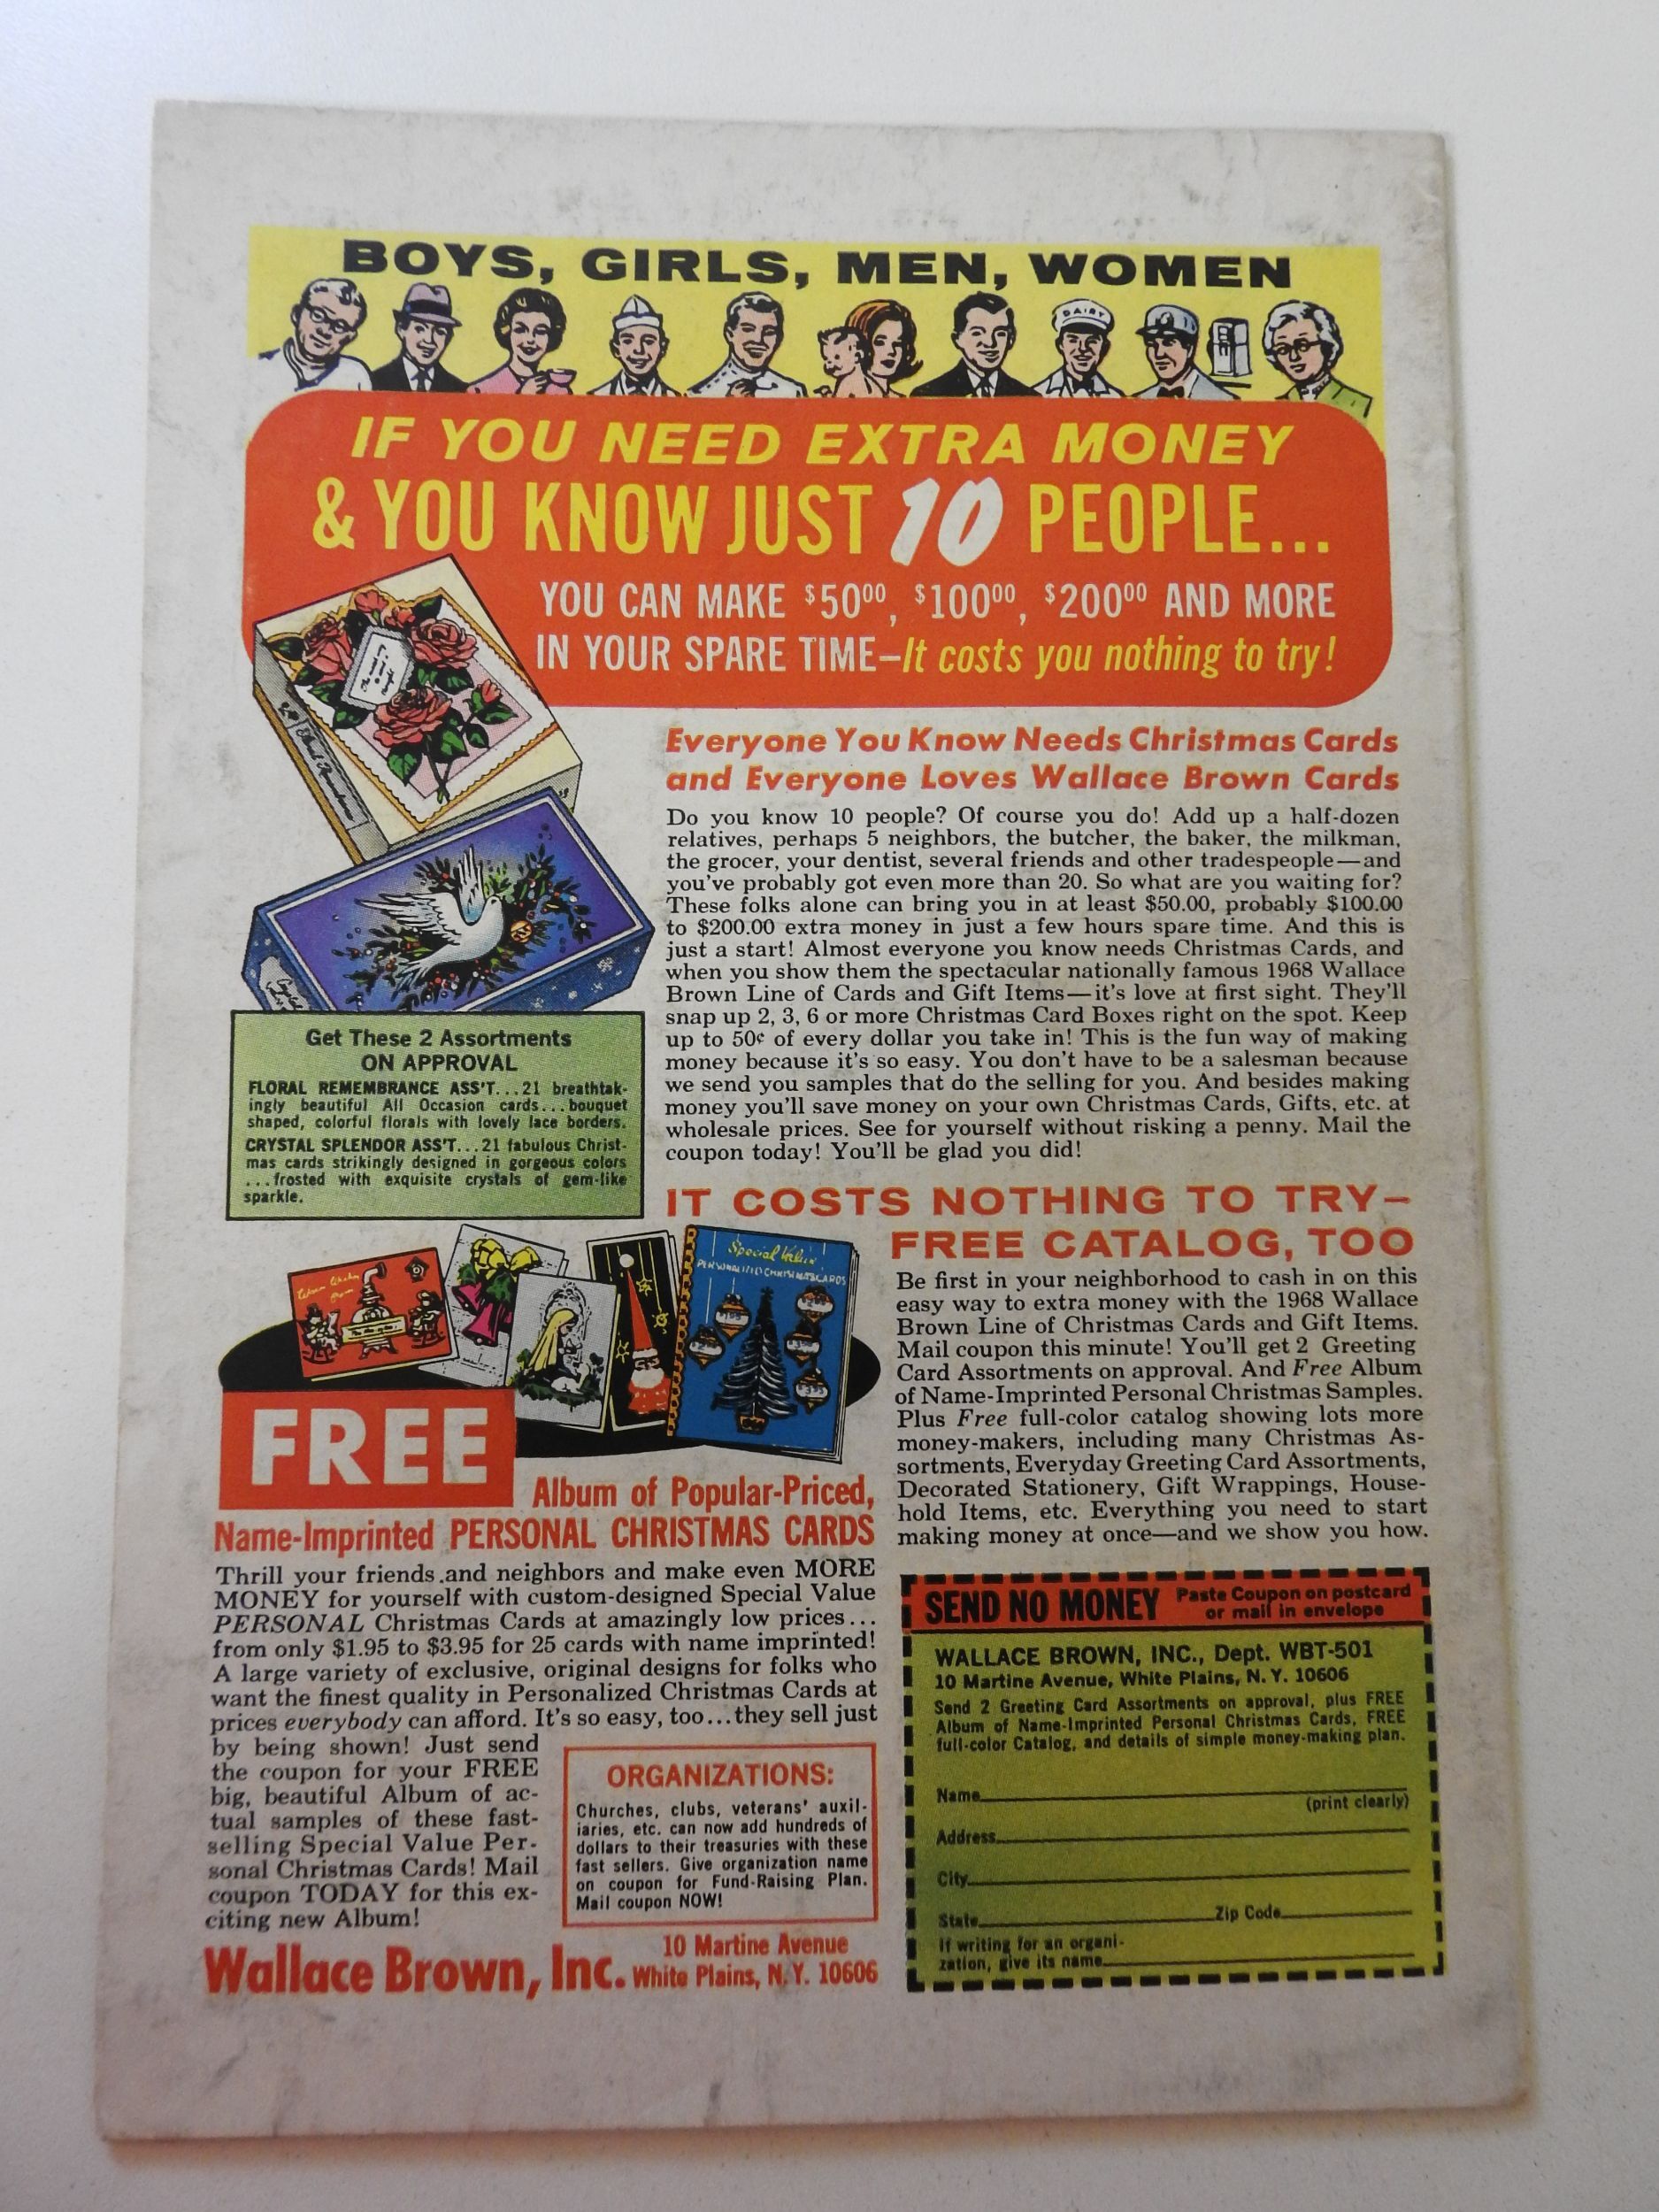 BOYS, GIRLS, MEN, WOMEN
DAIRY
IF YOU NEED EXTRA MONEY
& YOU KNOW JUST 10 PEOPLE...
YOU CAN MAKE $50⁰⁰, $100⁰⁰, $200⁰⁰ AND MORE
IN YOUR SPARE TIME—It costs you nothing to try!
Everyone You Know Needs Christmas Cards
and Everyone Loves Wallace Brown Cards
Do you know 10 people? Of course you do! Add up a half-dozen
relatives, perhaps 5 neighbors, the butcher, the baker, the milkman,
the grocer, your dentist, several friends and other tradespeople—and
you've probably got even more than 20. So what are you waiting for?
These folks alone can bring you in at least $50.00, probably $100.00
to $200.00 extra money in just a few hours spare time. And this is
just a start! Almost everyone you know needs Christmas Cards, and
when you show them the spectacular nationally famous 1968 Wallace
Brown Line of Cards and Gift Items—it's love at first sight. They'll
snap up 2, 3, 6 or more Christmas Card Boxes right on the spot. Keep
up to 50¢ of every dollar you take in! This is the fun way of making
money because it's so easy. You don't have to be a salesman because
we send you samples that do the selling for you. And besides making
money you'll save money on your own Christmas Cards, Gifts, etc. at
wholesale prices. See for yourself without risking a penny. Mail the
coupon today! You'll be glad you did!
Get These 2 Assortments
ON APPROVAL
FLORAL REMEMBRANCE ASS'T...21 breathtak-
ingly beautiful All Occasion cards...bouquet
shaped, colorful florals with lovely lace borders.
CRYSTAL SPLENDOR ASS'T...21 fabulous Christ-
mas cards strikingly designed in gorgeous colors
...frosted with exquisite crystals of gem-like
sparkle.
IT COSTS NOTHING TO TRY—
FREE CATALOG, TOO
Be first in your neighborhood to cash in on this
easy way to extra money with the 1968 Wallace
Brown Line of Christmas Cards and Gift Items.
Mail coupon this minute! You'll get 2 Greeting
Card Assortments on approval. And Free Album
of Name-Imprinted Personal Christmas Samples.
Plus Free full-color catalog showing lots more
money-makers, including many Christmas As-
sortments, Everyday Greeting Card Assortments,
Decorated Stationery, Gift Wrappings, House-
hold Items, etc. Everything you need to start
making money at once—and we show you how.
Special Value
PERSONALIZED CHRISTMAS CARDS
FREE
Album of Popular-Priced,
Name-Imprinted PERSONAL CHRISTMAS CARDS
Thrill your friends and neighbors and make even MORE
MONEY for yourself with custom-designed Special Value
PERSONAL Christmas Cards at amazingly low prices...
from only $1.95 to $3.95 for 25 cards with name imprinted!
A large variety of exclusive, original designs for folks who
want the finest quality in Personalized Christmas Cards at
prices everybody can afford. It's so easy, too...they sell just
by being shown! Just send
the coupon for your FREE
big, beautiful Album of ac-
tual samples of these fast-
selling Special Value Per-
sonal Christmas Cards! Mail
coupon TODAY for this ex-
citing new Album!
ORGANIZATIONS:
Churches, clubs, veterans' auxil-
iaries, etc. can now add hundreds of
dollars to their treasuries with these
fast sellers. Give organization name
on coupon for Fund-Raising Plan.
Mail coupon NOW!
Wallace Brown, Inc.
10 Martine Avenue
White Plains, N.Y. 10606
SEND NO MONEY
Paste Coupon on postcard
or mail in envelope
WALLACE BROWN, INC., Dept. WBT-501
10 Martine Avenue, White Plains, N. Y. 10606
Send 2 Greeting Card Assortments on approval, plus FREE
Album of Name-Imprinted Personal Christmas Cards, FREE
full-color Catalog, and details of simple money-making plan.
Name
(print clearly)
Address
City
State Zip Code
If writing for an organi-
zation, give its name